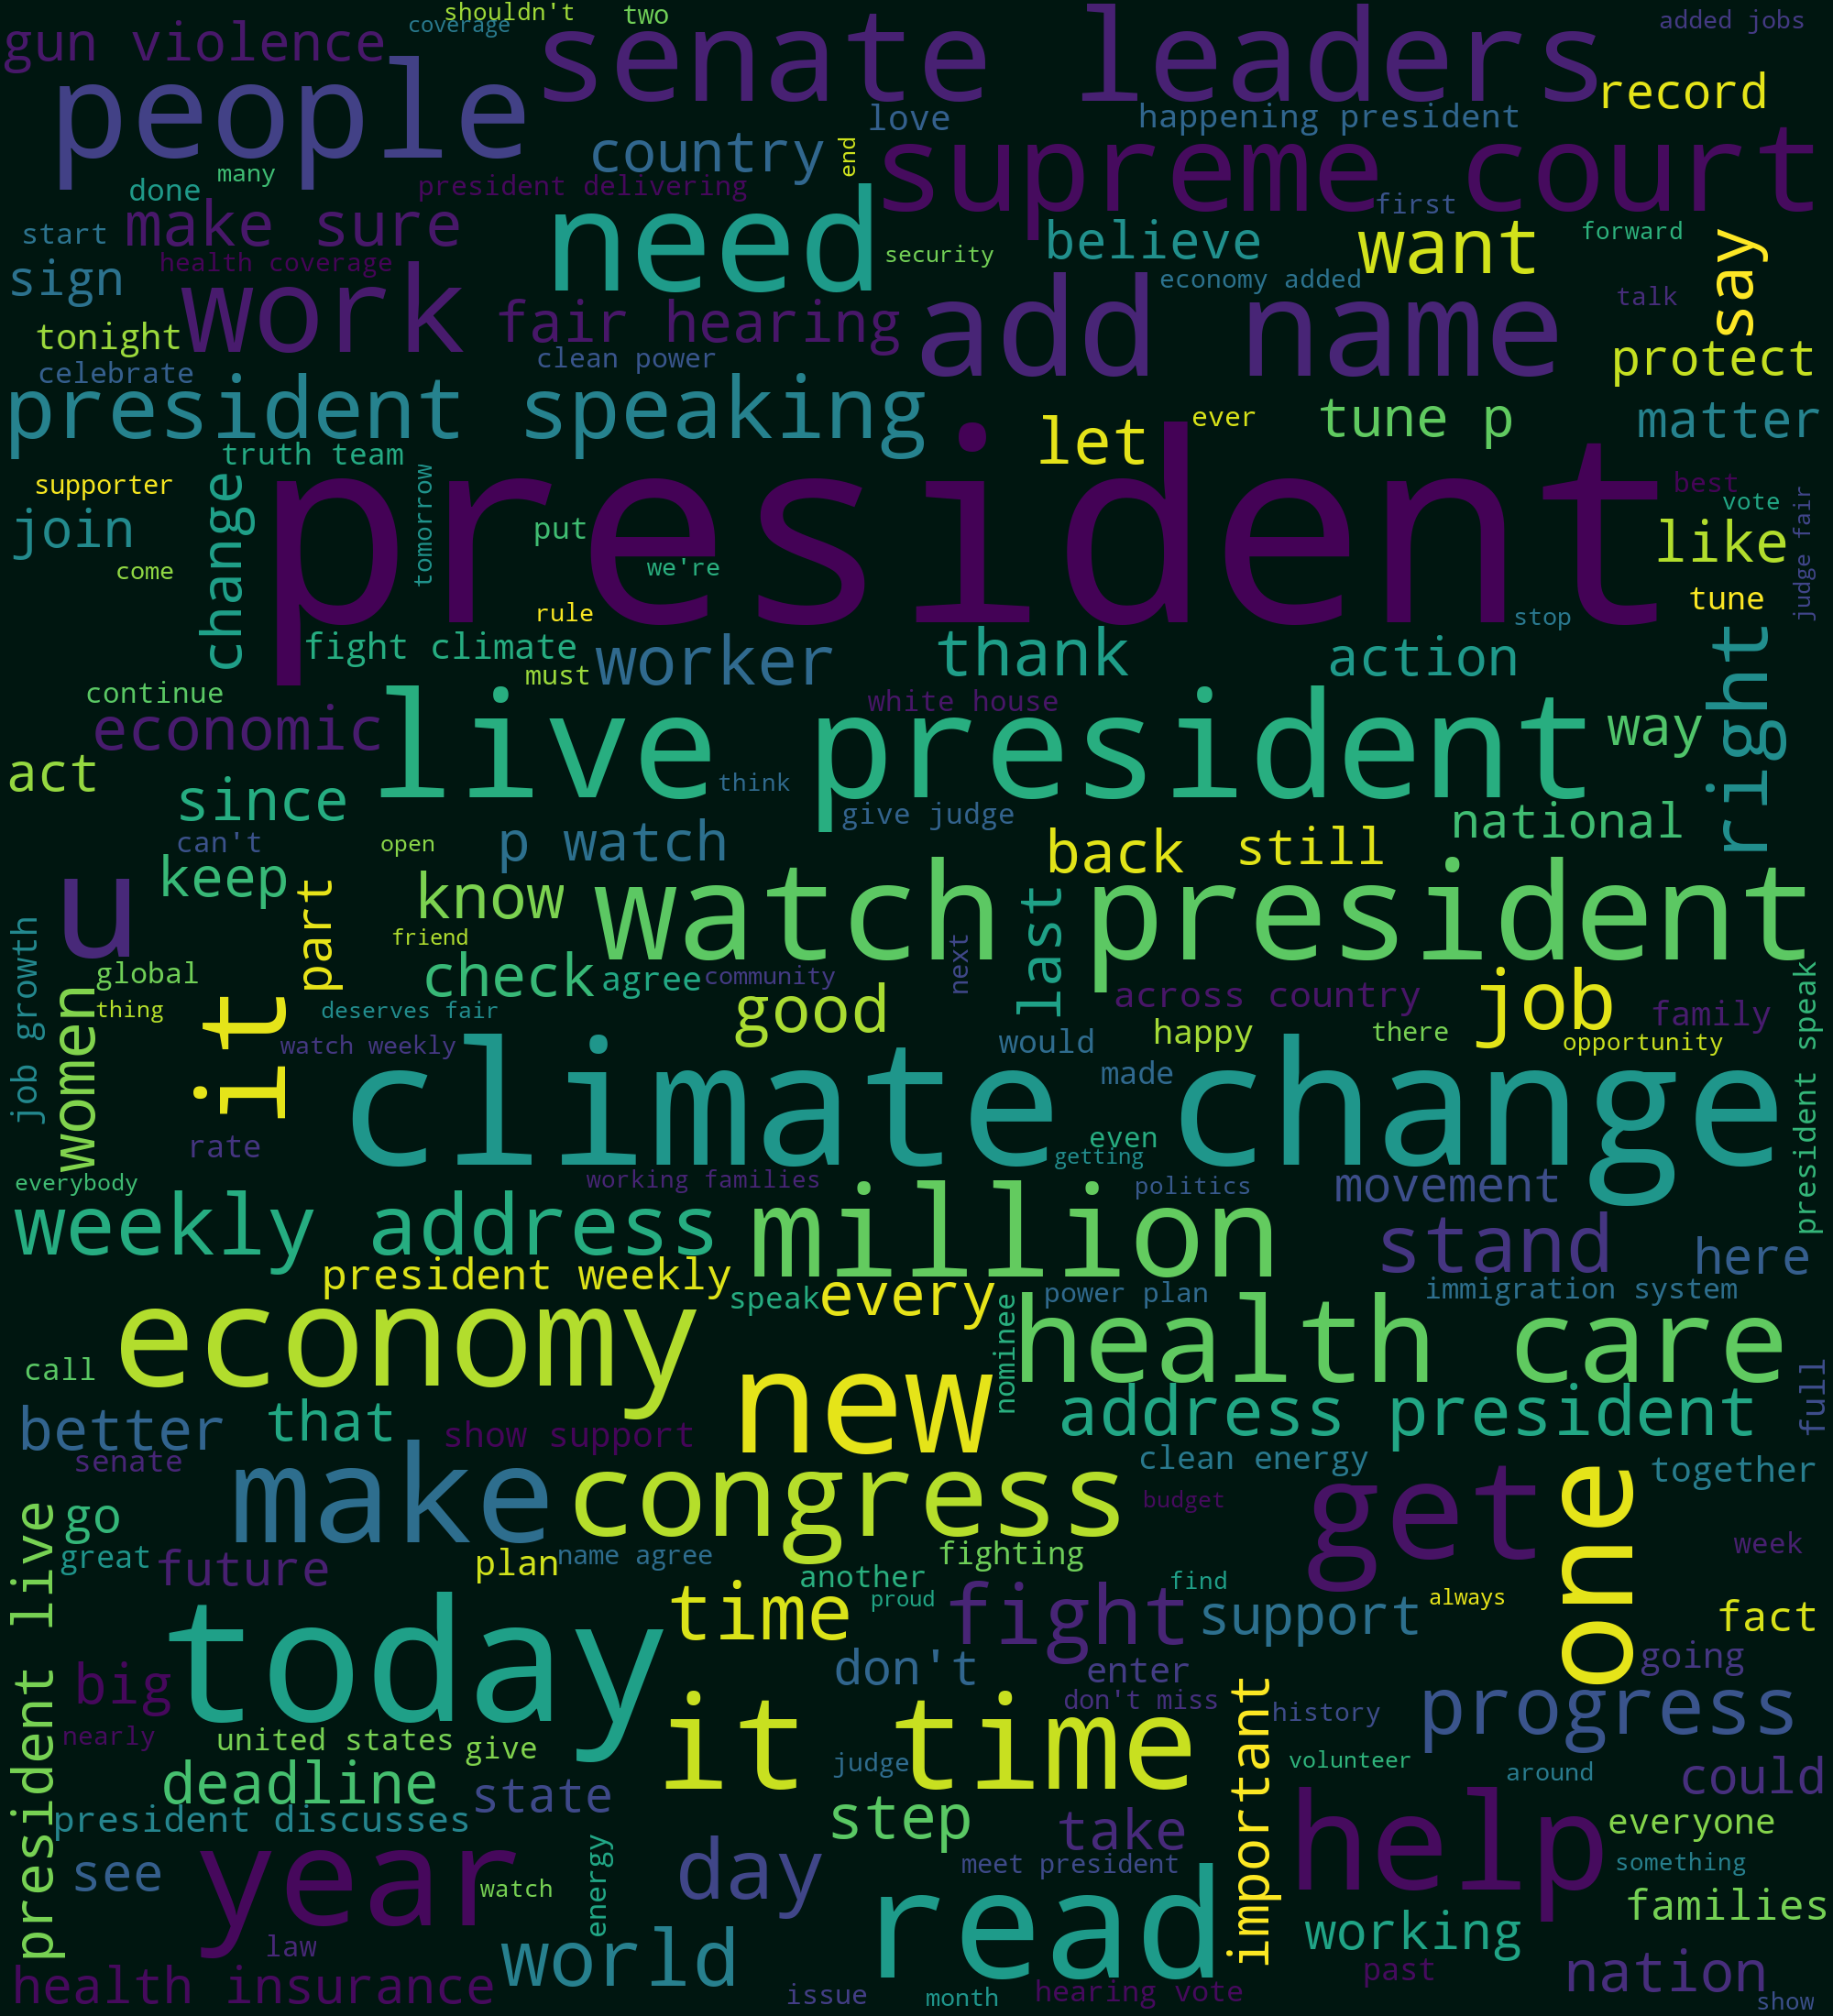 shouldn't
two
coverage
added jobs
gun violence
senate leaders
people
record
love
happening president
country
end
supreme court
many
done
president delivering
make sure
need
first
start
believe
want
forward
say
security
health coverage
sign
work
fair hearing
economy added
add name
talk
tonight
clean power
protect
celebrate
president speaking
let
ever
tune p
matter
truth team
president
supporter
change
tomorrow
best
vote
judge fair
join
put
like
come
we're
rule
tune
stop
fight climate
worker
thank
action
right
must
continue
economic
white house
live president
way
act
since
think
give judge
national
can't
open
p watch
back
still
keep
know
watch president
u
part
last
friend
next
job growth
global
check
agree
community
good
across country
job
family
president speak
women
thing
it
deserves fair
watch weekly
would
happy
there
opportunity
climate change
made
rate
even
getting
everybody
working families
politics
movement
weekly address
million
stand
here
president weekly
speak
every
power plan
immigration system
economy
nominee
health care
call
new
full
better
that
show support
address president
senate
make
congress
clean energy
get
one
together
budget
president live
go
great
future
plan
name agree
fighting
week
another
find
today
time
proud
fight
support
always
fact
big
don't
enter
going
it time
don't miss
important
history
progress
nearly
united states
give
judge
volunteer
around
could
deadline
state
step
take
help
everyone
president discusses
see
year
watch
energy
day
meet president
something
read
families
law
world
working
health insurance
issue
month
hearing vote
past
nation
show